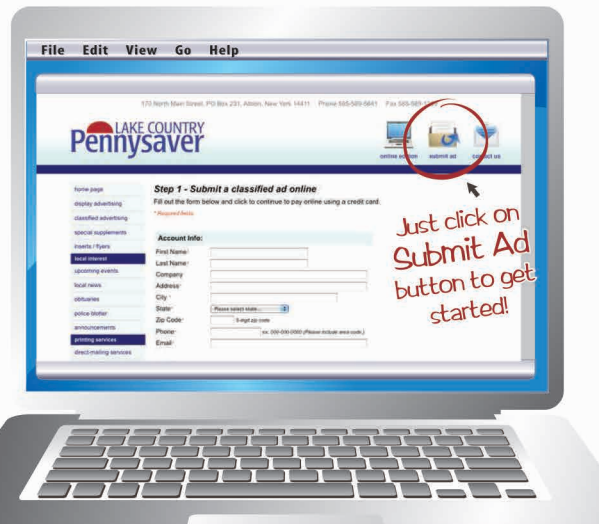 File Edit View Go Help
170 North Main Street, PO Box 231, Albion, New York 14411 Phone 585-589-5641 Fax 585-589-
LAKE COUNTRY
Pennysaver
online edition submit ad contact us
home page
display advertising
classified advertising
special supplements
inserts / flyers
local interest
upcoming events
local news
obituaries
police blotter
announcements
printing services
direct-mailing services
Step 1 - Submit a classified ad online
Fill out the form below and click to continue to pay online using a credit card.
* Required fields
Account Info:
First Name*
Last Name*
Company
Address*
City *
State* Please select state...
Zip Code* 5-digit zip code
Phone* ex. 000-000-0000 (Please include area code.)
Email*
Just click on
Submit Ad
button to get
started!